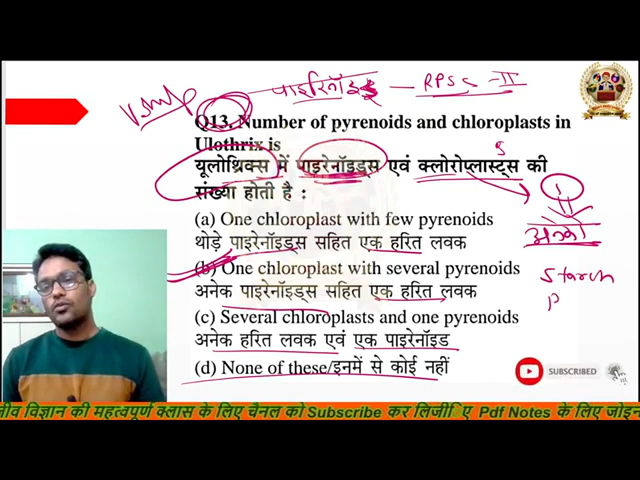 V.Imp पाइरिनॉइड — RPSC - II
Q13. Number of pyrenoids and chloroplasts in
Ulothrix is
यूलोथ्रिक्स में पाइरेनॉइड्स एवं क्लोरोप्लास्ट्स की
संख्या होती है :
(a) One chloroplast with few pyrenoids
थोड़े पाइरेनॉइड्स सहित एक हरित लवक
(b) One chloroplast with several pyrenoids
अनेक पाइरेनॉइड्स सहित एक हरित लवक
(c) Several chloroplasts and one pyrenoids
अनेक हरित लवक एवं एक पाइरेनॉइड
(d) None of these/इनमें से कोई नहीं
Starch
P
SUBSCRIBED
जीव विज्ञान की महत्वपूर्ण क्लास के लिए चैनल को Subscribe कर लिजीिए Pdf Notes के लिए जोइन